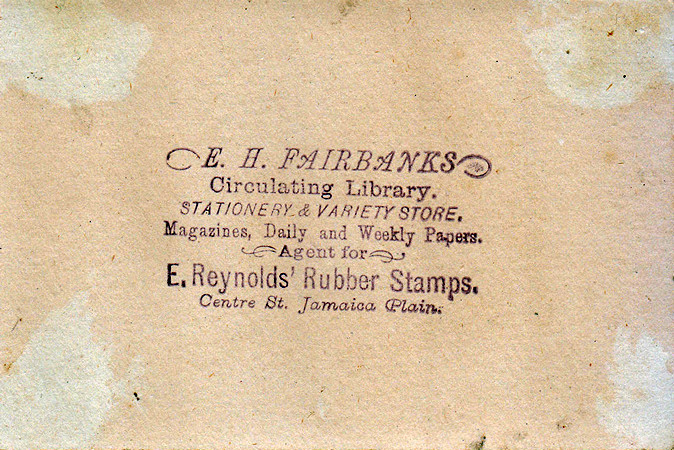 E. H. FAIRBANKS
Circulating Library.
STATIONERY & VARIETY STORE.
Magazines, Daily and Weekly Papers.
Agent for
E. Reynolds' Rubber Stamps.
Centre St. Jamaica Plain.